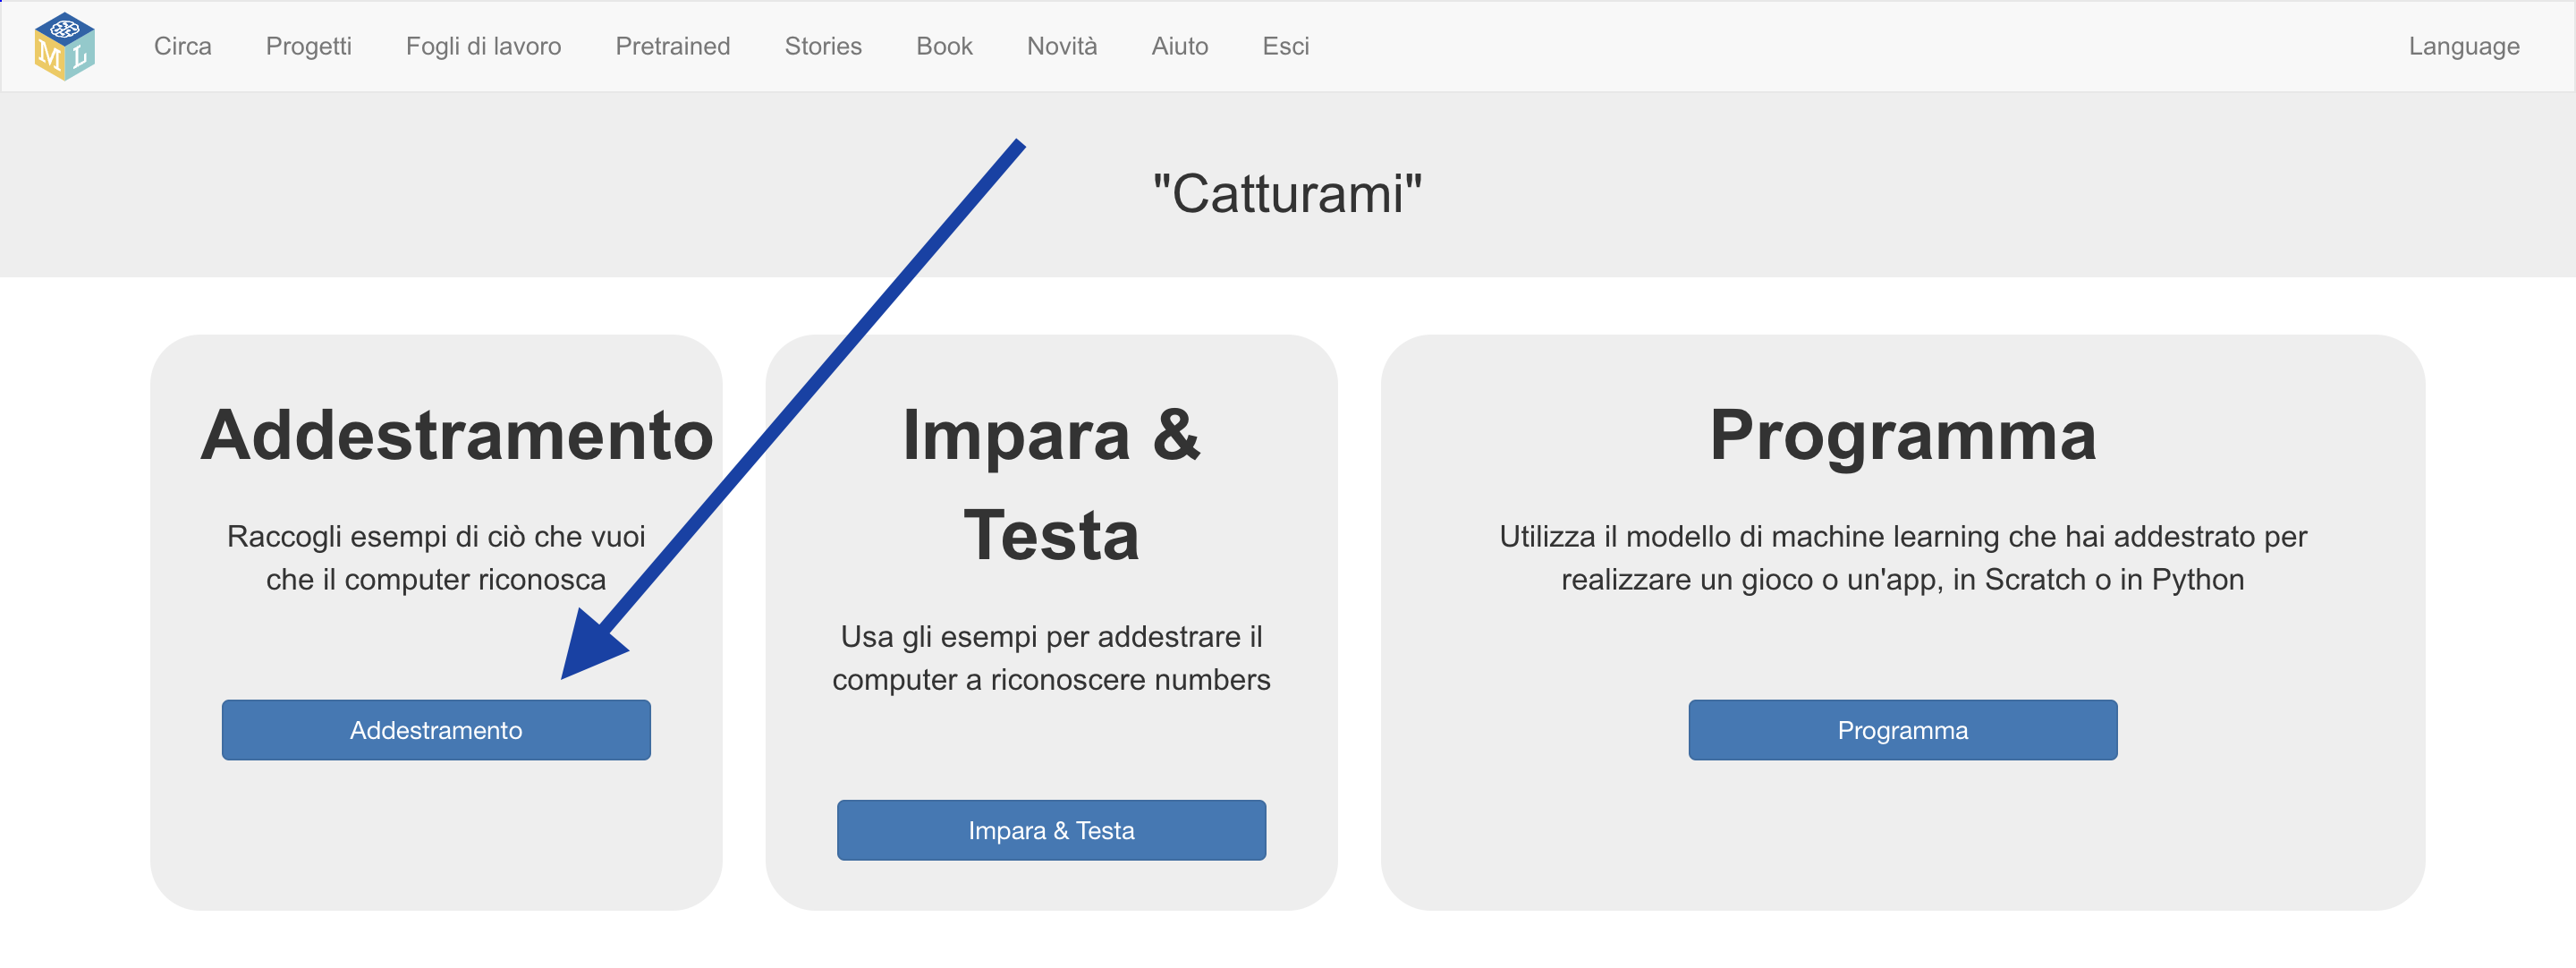 M L
Circa Progetti Fogli di lavoro Pretrained Stories Book Novità Aiuto Esci Language
"Catturami"
Addestramento
Raccogli esempi di ciò che vuoi
che il computer riconosca
Addestramento
Impara &
Testa
Usa gli esempi per addestrare il
computer a riconoscere numbers
Impara & Testa
Programma
Utilizza il modello di machine learning che hai addestrato per
realizzare un gioco o un'app, in Scratch o in Python
Programma